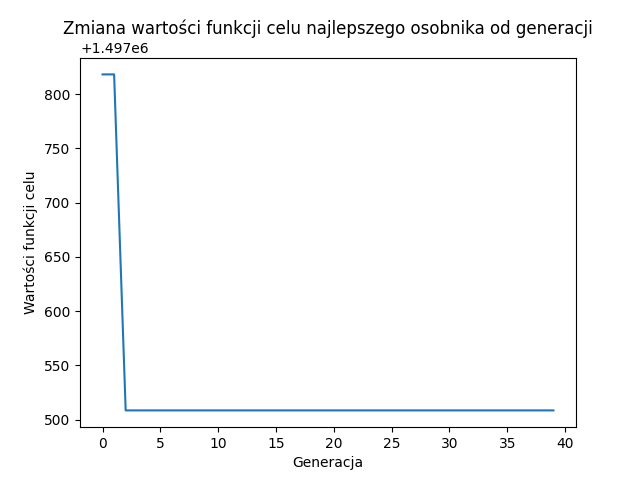 Zmiana wartości funkcji celu najlepszego osobnika od generacji
+1.497e6
800
750
700
650
600
550
500
Wartości funkcji celu
0 5 10 15 20 25 30 35 40
Generacja